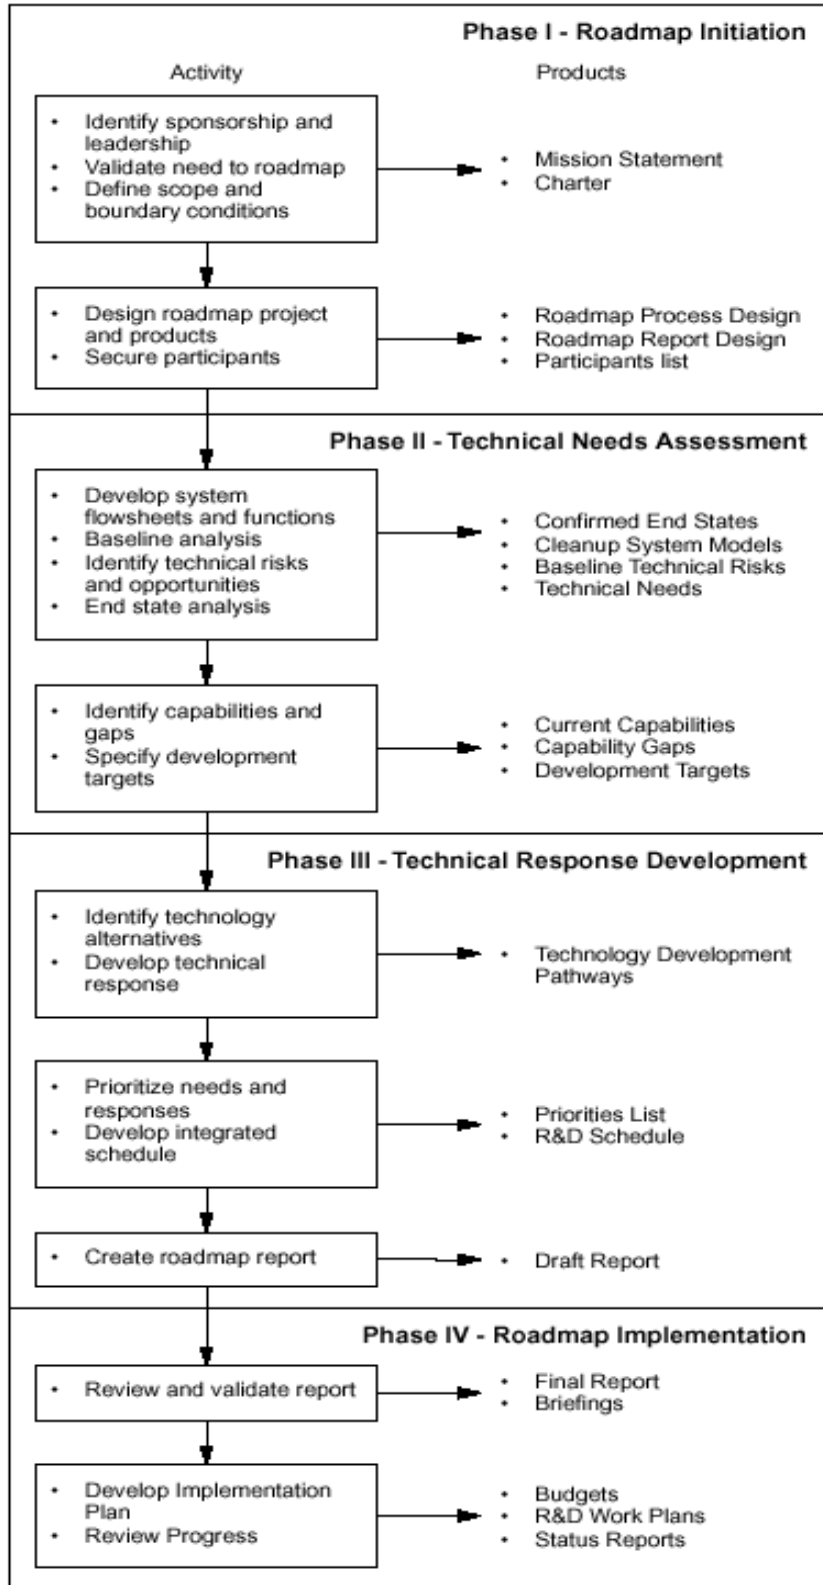 Phase I - Roadmap Initiation
Activity
Products
• Identify sponsorship and
leadership
• Validate need to roadmap
• Define scope and
boundary conditions
• Mission Statement
• Charter
• Design roadmap project
and products
• Secure participants
• Roadmap Process Design
• Roadmap Report Design
• Participants list
Phase II - Technical Needs Assessment
• Develop system
flowsheets and functions
• Baseline analysis
• Identify technical risks
and opportunities
• End state analysis
• Confirmed End States
• Cleanup System Models
• Baseline Technical Risks
• Technical Needs
• Identify capabilities and
gaps
• Specify development
targets
• Current Capabilities
• Capability Gaps
• Development Targets
Phase III - Technical Response Development
• Identify technology
alternatives
• Develop technical
response
• Technology Development
Pathways
• Prioritize needs and
responses
• Develop integrated
schedule
• Priorities List
• R&D Schedule
• Create roadmap report
• Draft Report
Phase IV - Roadmap Implementation
• Review and validate report
• Final Report
• Briefings
• Develop Implementation
Plan
• Review Progress
• Budgets
• R&D Work Plans
• Status Reports